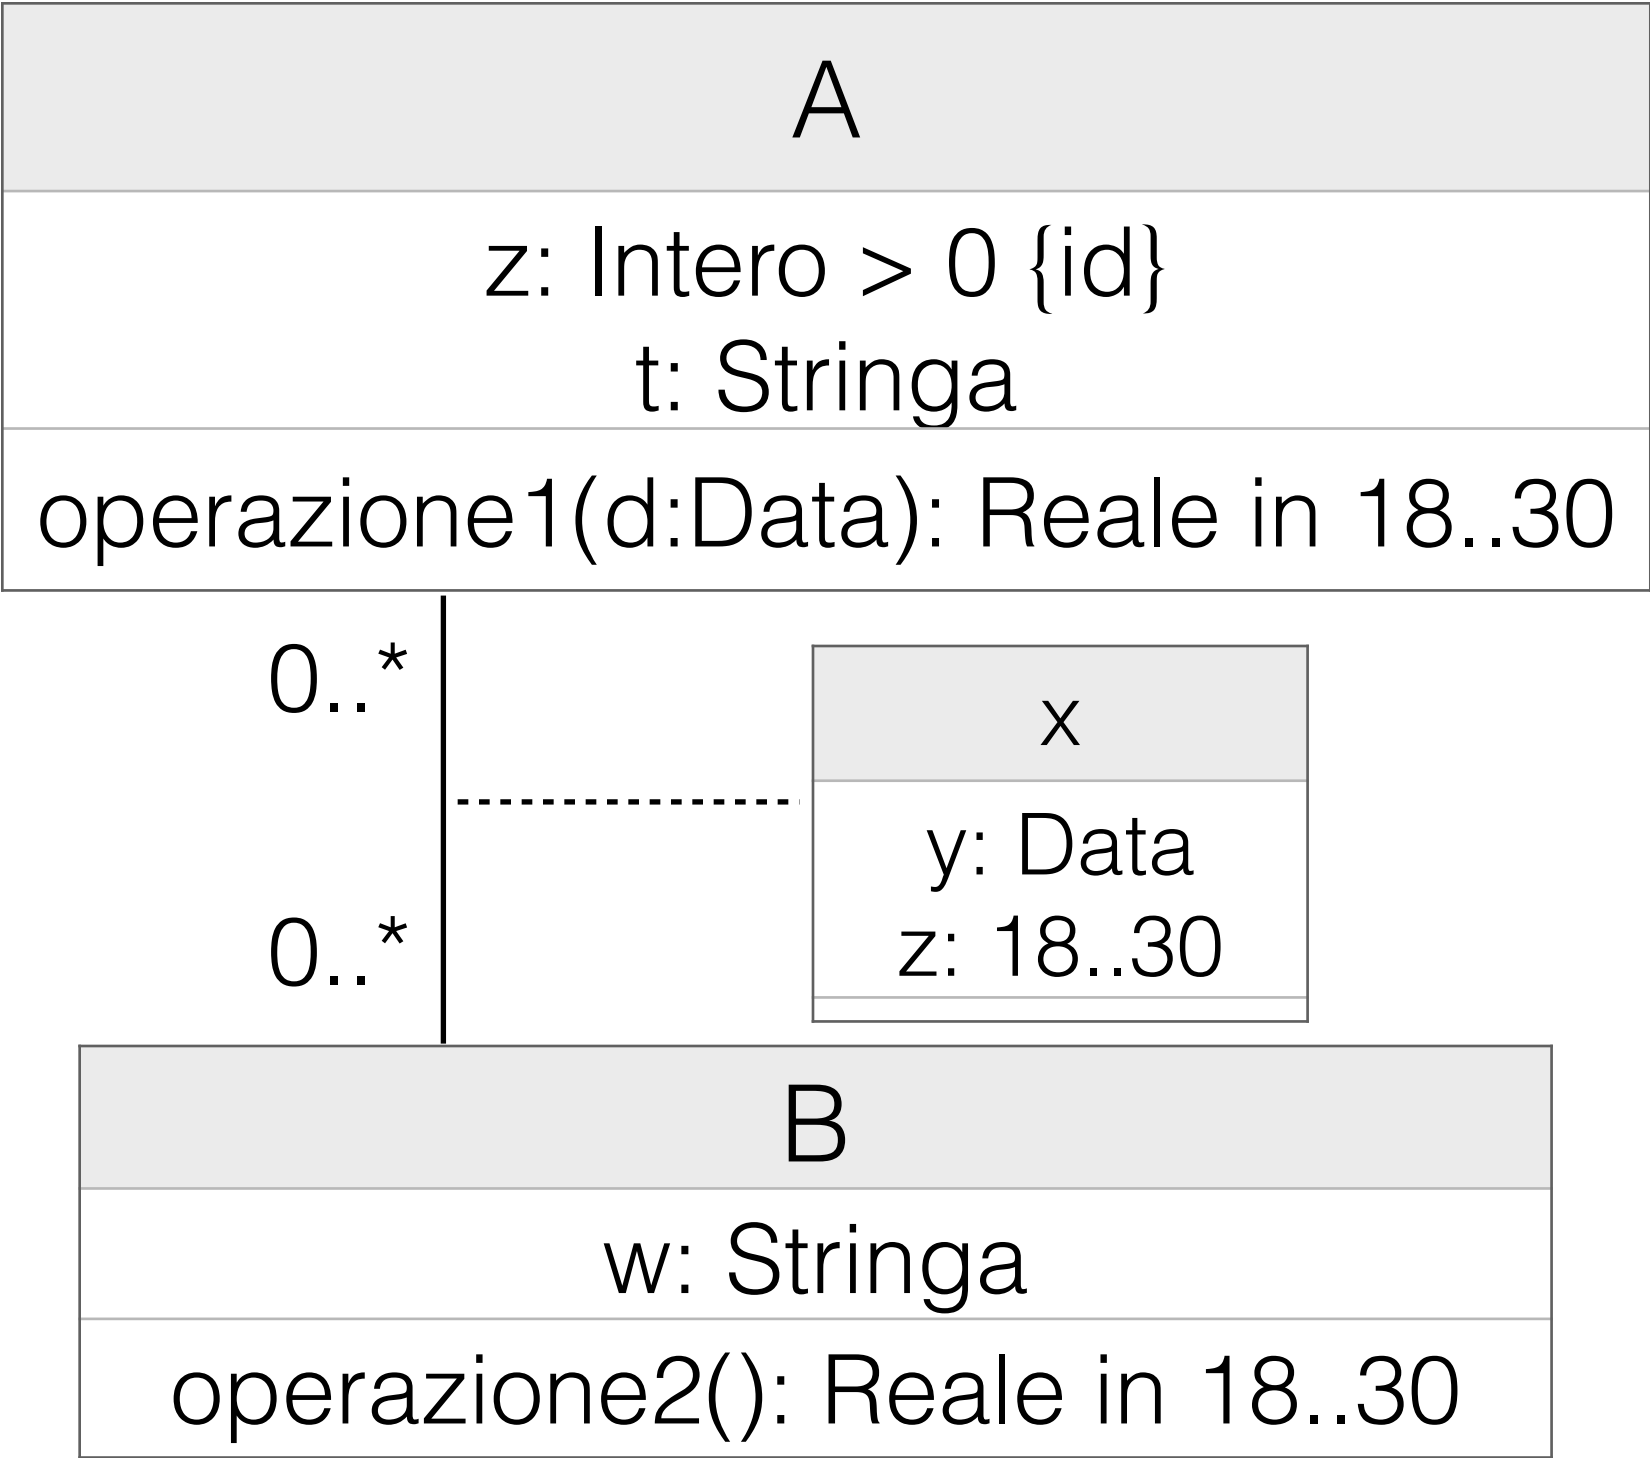 A
z: Intero > 0 {id}
t: Stringa
operazione1(d:Data): Reale in 18..30
0..*
x
y: Data
z: 18..30
0..*
B
w: Stringa
operazione2(): Reale in 18..30